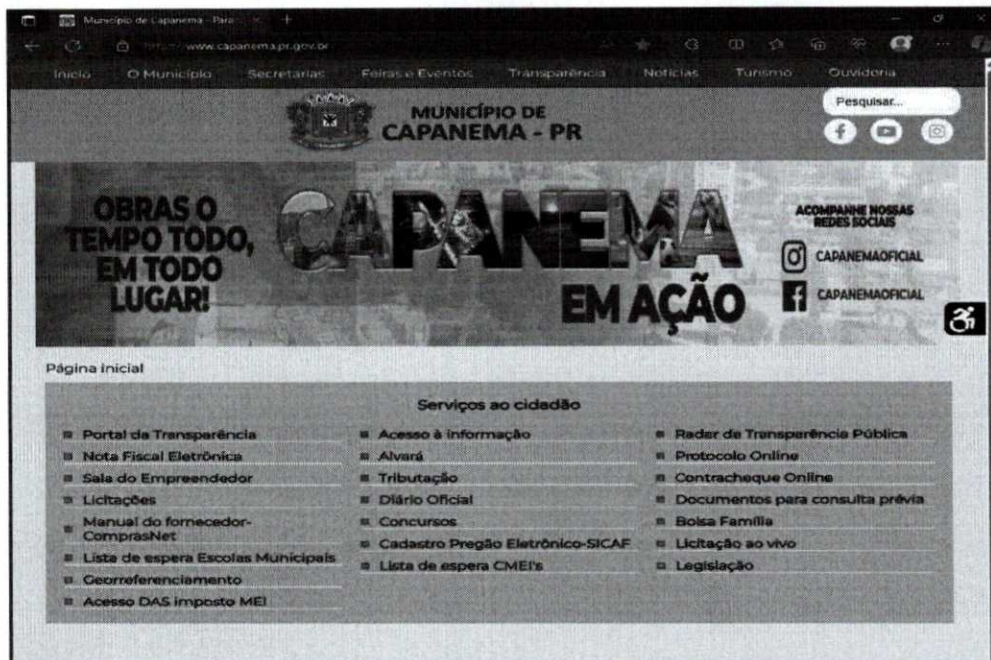 Município de Capanema - Para
www.capanema.pr.gov.br
Início O Município Secretarias Feiras e Eventos Transparência Notícias Turismo Ouvidoria
MUNICÍPIO DE
CAPANEMA - PR
Pesquisar...
OBRAS O
TEMPO TODO,
EM TODO
LUGAR!
CAPANEMA
EM AÇÃO
ACOMPANHE NOSSAS
REDES SOCIAIS
CAPANEMAOFICIAL
CAPANEMAOFICIAL
Página inicial
Serviços ao cidadão
Portal da Transparência
Nota Fiscal Eletrônica
Sala do Empreendedor
Licitações
Manual do fornecedor-
ComprasNet
Lista de espera Escolas Municipais
Georreferenciamento
Acesso DAS imposto MEI
Acesso à informação
Alvará
Tributação
Diário Oficial
Concursos
Cadastro Pregão Eletrônico-SICAF
Lista de espera CMEI's
Radar de Transparência Pública
Protocolo Online
Contracheque Online
Documentos para consulta prévia
Bolsa Família
Licitação ao vivo
Legislação